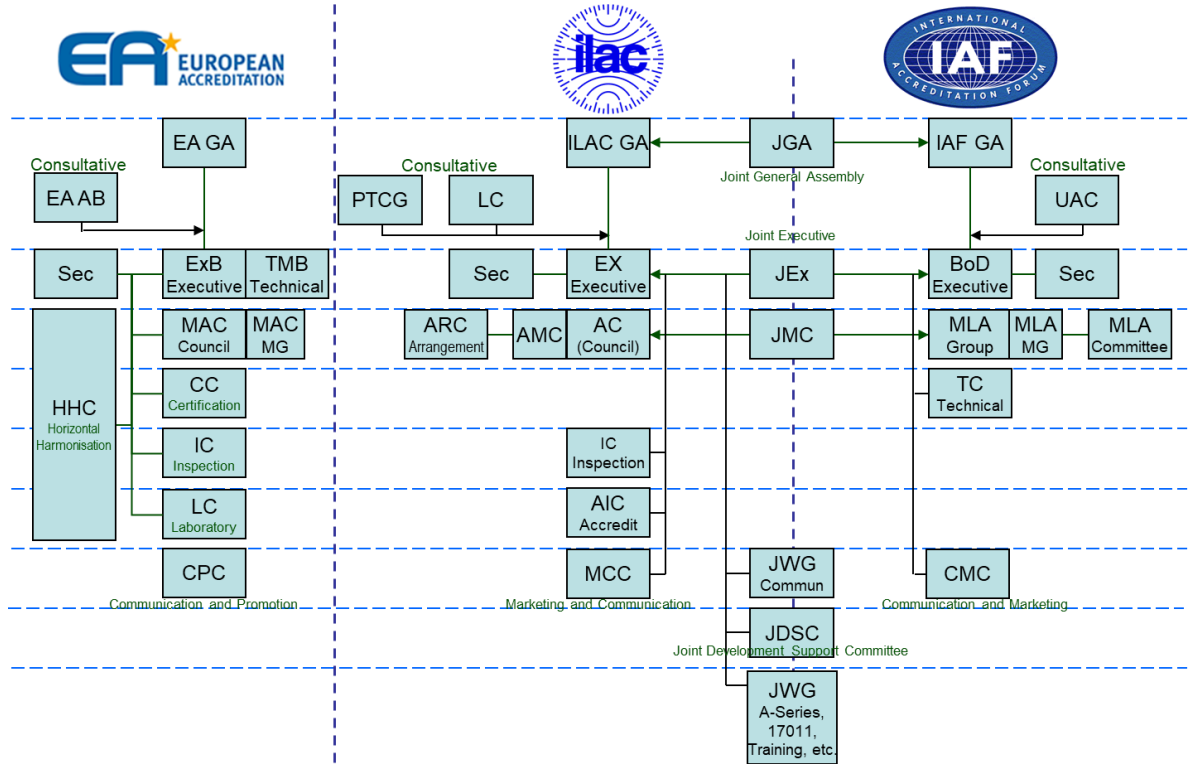 EA EUROPEAN
ACCREDITATION
ilac
INTERNATIONAL
IAF
ACCREDITATION FORUM
EA GA
ILAC GA
JGA
IAF GA
Joint General Assembly
Consultative
EA AB
Consultative
PTCG
LC
Consultative
UAC
Joint Executive
Sec
ExB
Executive
TMB
Technical
Sec
EX
Executive
JEx
BoD
Executive
Sec
MAC
Council
MAC
MG
ARC
Arrangement
AMC
AC
(Council)
JMC
MLA
Group
MLA
MG
MLA
Committee
HHC
Horizontal
Harmonisation
CC
Certification
TC
Technical
IC
Inspection
IC
Inspection
LC
Laboratory
AIC
Accredit
CPC
Communication and Promotion
MCC
Marketing and Communication
JWG
Commun
CMC
Communication and Marketing
JDSC
Joint Development Support Committee
JWG
A-Series,
17011,
Training, etc.